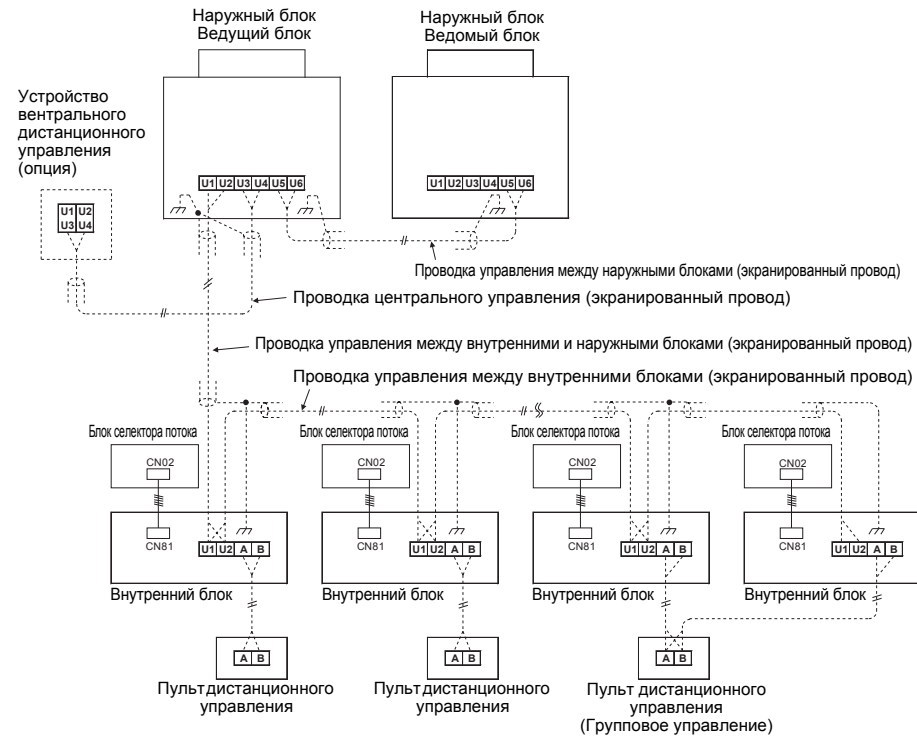 Наружный блок
Ведущий блок
Наружный блок
Ведомый блок
Устройство
вентрального
дистанционного
управления
(опция)
U1 U2 U3 U4 U5 U6
U1 U2 U3 U4 U5 U6
U1 U2
U3 U4
Проводка управления между наружными блоками (экранированный провод)
Проводка центрального управления (экранированный провод)
Проводка управления между внутренними и наружными блоками (экранированный провод)
Проводка управления между внутренними блоками (экранированный провод)
Блок селектора потока
Блок селектора потока
Блок селектора потока
Блок селектора потока
CN02
CN02
CN02
CN02
CN81
CN81
CN81
CN81
U1 U2 A B
U1 U2 A B
U1 U2 A B
U1 U2 A B
Внутренний блок
Внутренний блок
Внутренний блок
Внутренний блок
A B
A B
A B
Пульт дистанционного
управления
Пульт дистанционного
управления
Пульт дистанционного
управления
(Групповое управление)